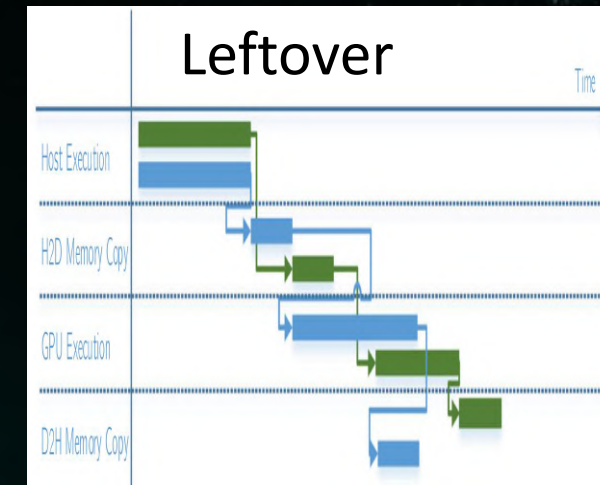 Leftover
Time
Host Execution
H2D Memory Copy
GPU Execution
D2H Memory Copy